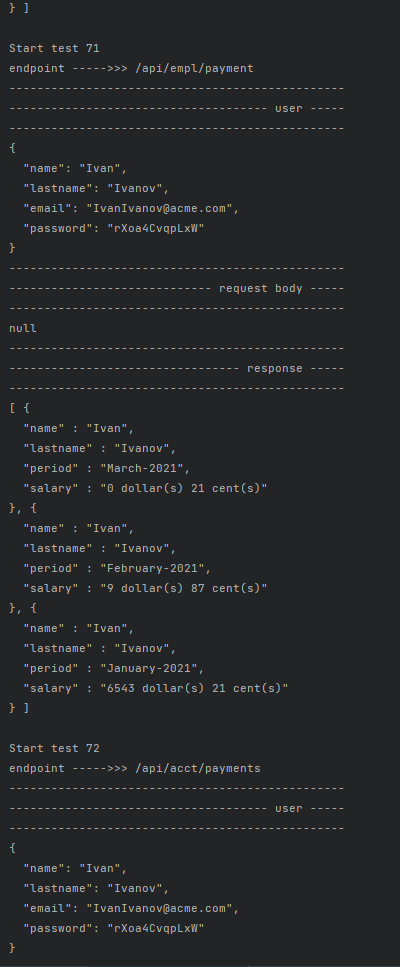 } ]
Start test 71
endpoint ----->>> /api/empl/payment
------------------------------------------------
------------------------------------- user -----
------------------------------------------------
{
  "name": "Ivan",
  "lastname": "Ivanov",
  "email": "IvanIvanov@acme.com",
  "password": "rXoa4CvqpLxW"
}
------------------------------------------------
----------------------------- request body -----
------------------------------------------------
null
------------------------------------------------
--------------------------------- response -----
------------------------------------------------
[ {
  "name" : "Ivan",
  "lastname" : "Ivanov",
  "period" : "March-2021",
  "salary" : "0 dollar(s) 21 cent(s)"
}, {
  "name" : "Ivan",
  "lastname" : "Ivanov",
  "period" : "February-2021",
  "salary" : "9 dollar(s) 87 cent(s)"
}, {
  "name" : "Ivan",
  "lastname" : "Ivanov",
  "period" : "January-2021",
  "salary" : "6543 dollar(s) 21 cent(s)"
} ]
Start test 72
endpoint ----->>> /api/acct/payments
------------------------------------------------
------------------------------------- user -----
------------------------------------------------
{
  "name": "Ivan",
  "lastname": "Ivanov",
  "email": "IvanIvanov@acme.com",
  "password": "rXoa4CvqpLxW"
}